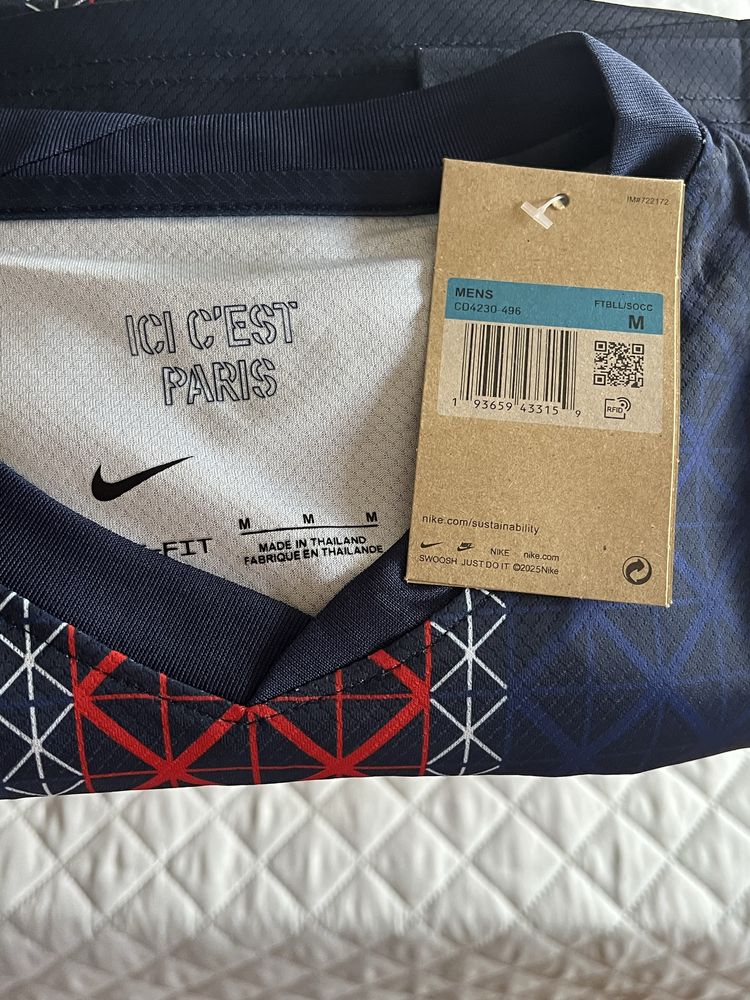 ICI C'EST
PARIS
FIT
M M M
MADE IN THAILAND
FABRIQUE EN THAILANDE
IM#722172
MENS
CD4230-496
FTBLL/SOCC
M
1 93659 43315 9
RFID
nike.com/sustainability
NIKE nike.com
SWOOSH JUST DO IT ©2025Nike